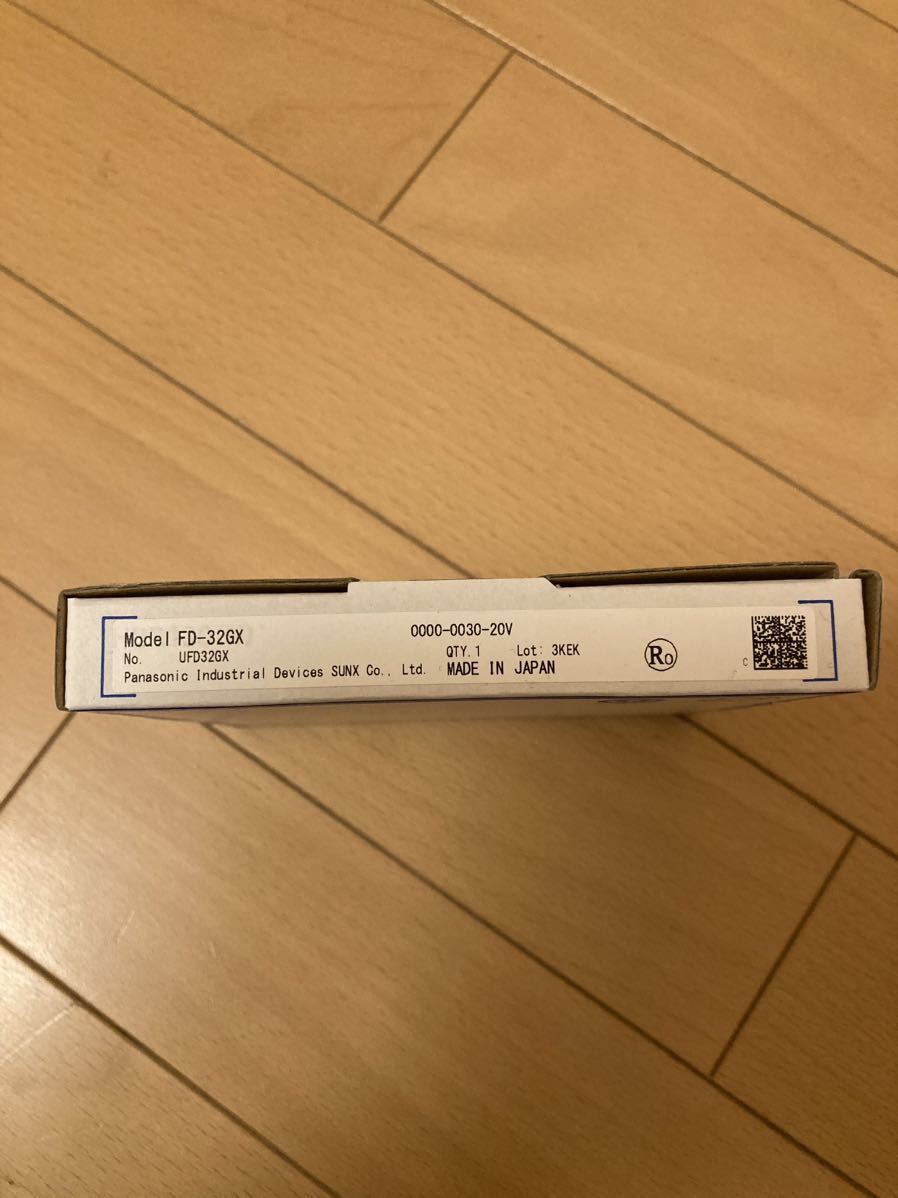 Model FD-32GX
0000-0030-20V
No. UFD32GX
QTY. 1 Lot: 3KEK
Panasonic Industrial Devices SUNX Co., Ltd. MADE IN JAPAN
Ro
C